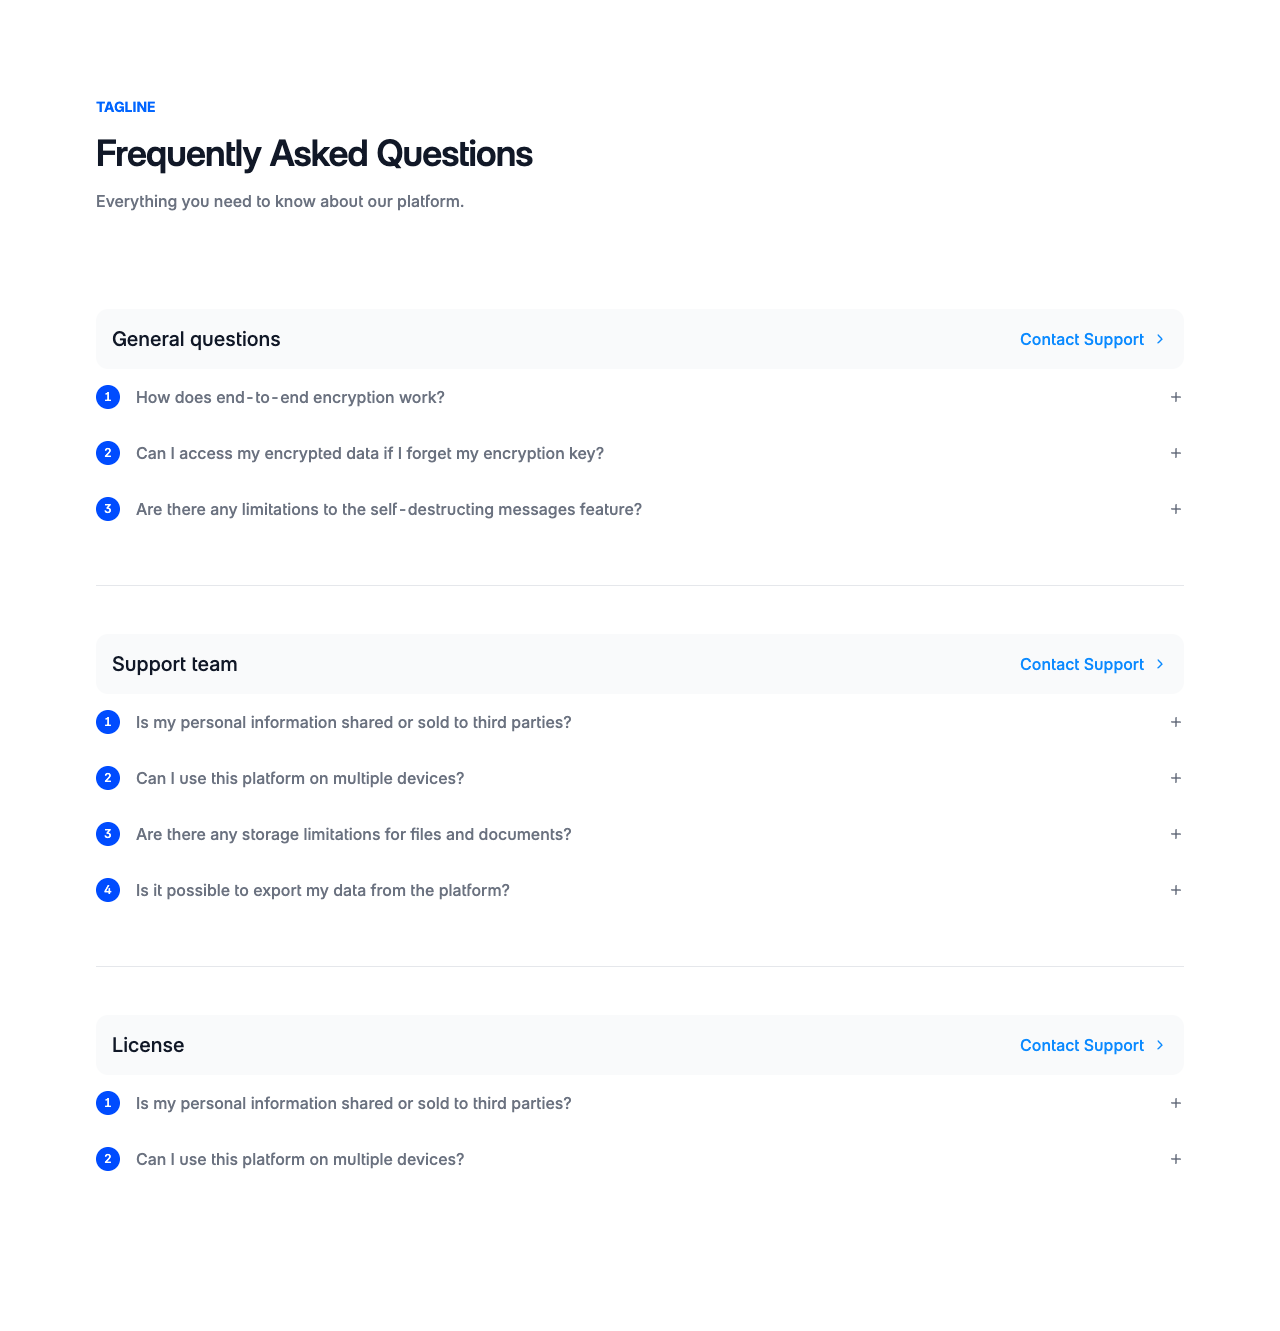 TAGLINE
Frequently Asked Questions
Everything you need to know about our platform.
General questions
Contact Support
1 How does end-to-end encryption work?
2 Can I access my encrypted data if I forget my encryption key?
3 Are there any limitations to the self-destructing messages feature?
Support team
Contact Support
1 Is my personal information shared or sold to third parties?
2 Can I use this platform on multiple devices?
3 Are there any storage limitations for files and documents?
4 Is it possible to export my data from the platform?
License
Contact Support
1 Is my personal information shared or sold to third parties?
2 Can I use this platform on multiple devices?